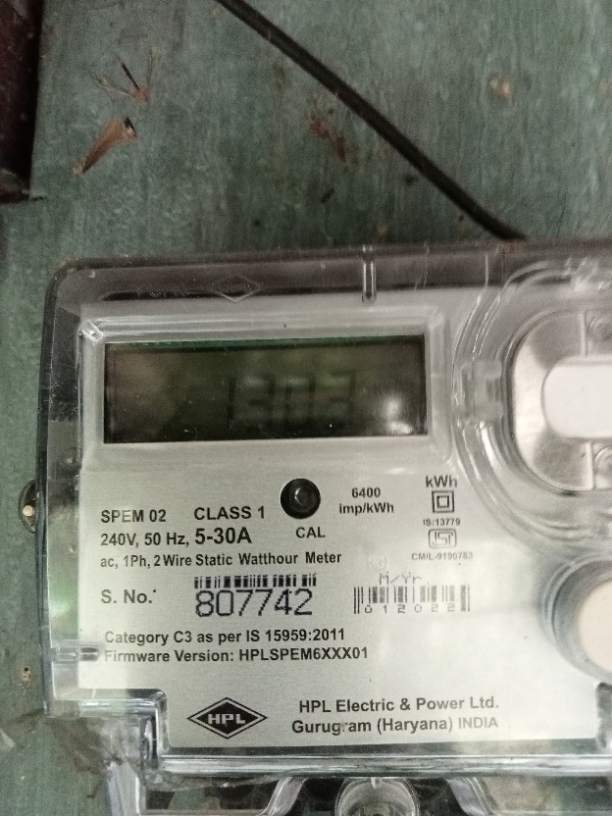 SPEM 02 CLASS 1
240V, 50 Hz, 5-30A
ac, 1Ph, 2 Wire Static Watthour Meter
CAL
6400
imp/kWh
kWh
IS:13779
ISI
CM/L-9190783
S. No. 807742
M/Yr
012022
Category C3 as per IS 15959:2011
Firmware Version: HPLSPEM6XXX01
HPL
HPL Electric & Power Ltd.
Gurugram (Haryana) INDIA